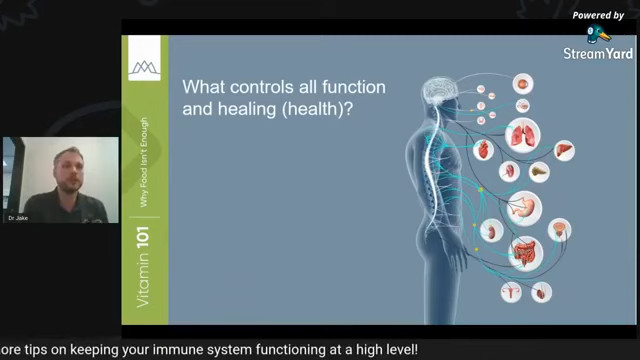 Powered by
StreamYard
What controls all function
and healing (health)?
Why Food Isn't Enough
Vitamin 101
Dr Jake
ore tips on keeping your immune system functioning at a high level!